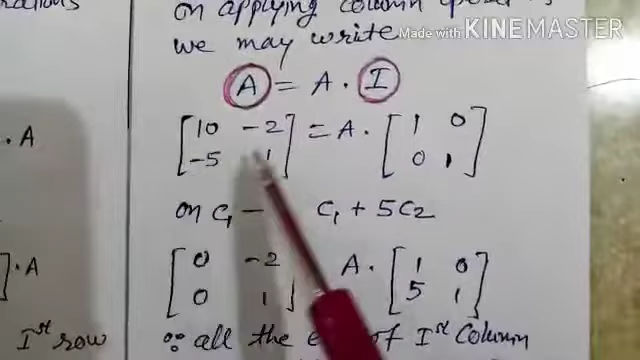 on applying column
we may write
Made with KINEMASTER
A = A . I
[10 -2 -5 1] = A . [1 0 0 1]
on C1 - C1 + 5C2
[0 -2 0 1] A . [1 0 5 1]
∵ all the of Ist Column
. A
] . A
Ist row